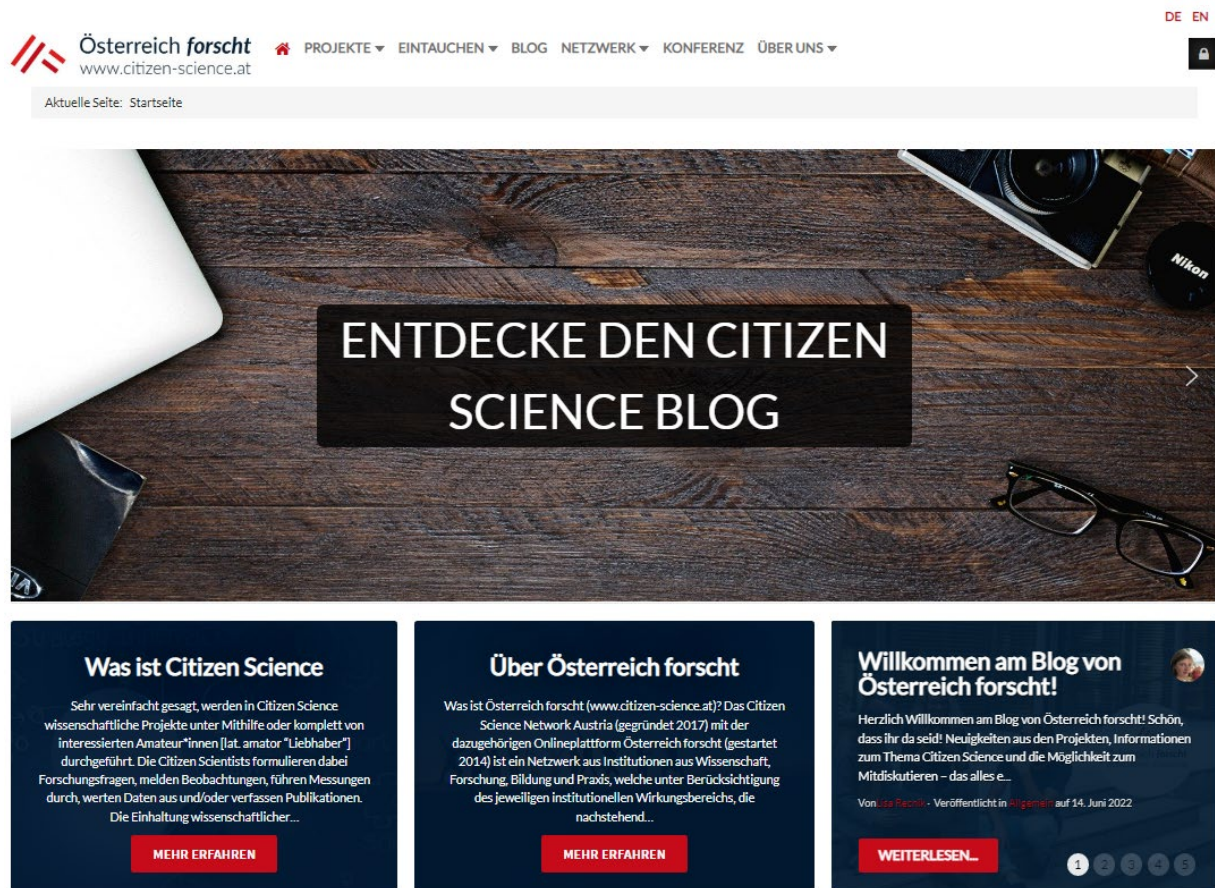 DE EN
Österreich forscht
www.citizen-science.at
PROJEKTE EINTAUCHEN BLOG NETZWERK KONFERENZ ÜBER UNS
Aktuelle Seite: Startseite
Nikon
ENTDECKE DEN CITIZEN
SCIENCE BLOG
Was ist Citizen Science
Sehr vereinfacht gesagt, werden in Citizen Science
wissenschaftliche Projekte unter Mithilfe oder komplett von
interessierten Amateur*innen [lat. amator "Liebhaber"]
durchgeführt. Die Citizen Scientists formulieren dabei
Forschungsfragen, melden Beobachtungen, führen Messungen
durch, werten Daten aus und/oder verfassen Publikationen.
Die Einhaltung wissenschaftlicher...
MEHR ERFAHREN
Über Österreich forscht
Was ist Österreich forscht (www.citizen-science.at)? Das Citizen
Science Network Austria (gegründet 2017) mit der
dazugehörigen Onlineplattform Österreich forscht (gestartet
2014) ist ein Netzwerk aus Institutionen aus Wissenschaft,
Forschung, Bildung und Praxis, welche unter Berücksichtigung
des jeweiligen institutionellen Wirkungsbereichs, die
nachstehend...
MEHR ERFAHREN
Willkommen am Blog von
Österreich forscht!
Herzlich Willkommen am Blog von Österreich forscht! Schön,
dass ihr da seid! Neuigkeiten aus den Projekten, Informationen
zum Thema Citizen Science und die Möglichkeit zum
Mitdiskutieren – das alles e...
Von Lisa Reznik - Veröffentlicht in Allgemein auf 14. Juni 2022
WEITERLESEN...
1 2 3 4 5